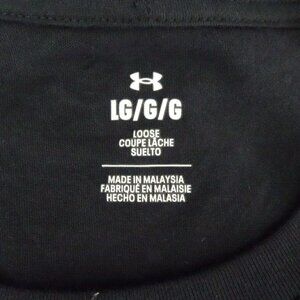 LG/G/G
LOOSE
COUPE LÂCHE
SUELTO
MADE IN MALAYSIA
FABRIQUÉ EN MALAISIE
HECHO EN MALASIA